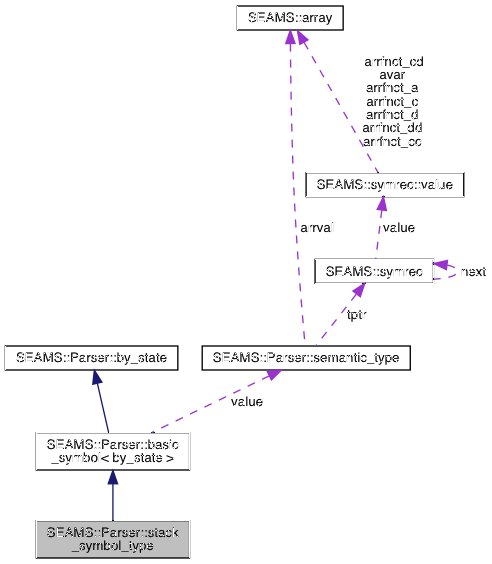 SEAMS::array
arrfnct_cd
avar
arrfnct_a
arrfnct_c
arrfnct_d
arrfnct_dd
arrfnct_cc
SEAMS::symrec::value
arrval
value
SEAMS::symrec
next
tptr
SEAMS::Parser::by_state
SEAMS::Parser::semantic_type
value
SEAMS::Parser::basic
_symbol< by_state >
SEAMS::Parser::stack
_symbol_type